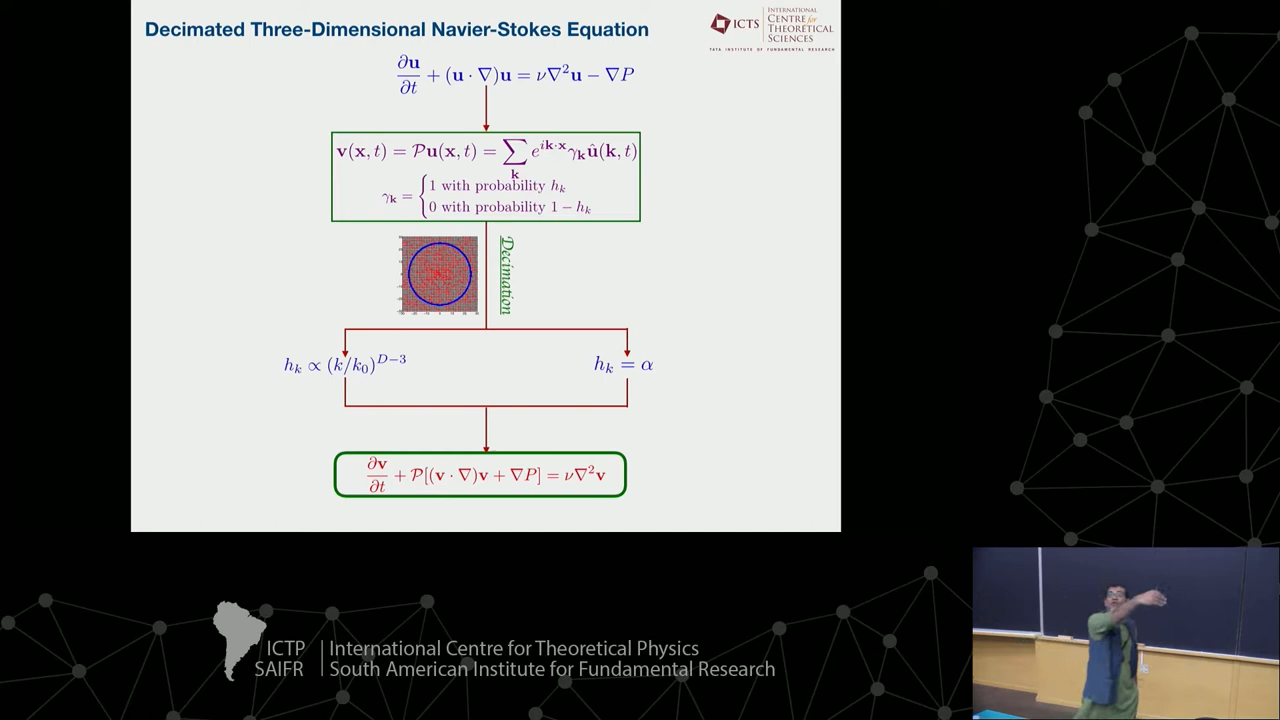 Decimated Three-Dimensional Navier-Stokes Equation
ICTS
INTERNATIONAL
CENTRE for
THEORETICAL
SCIENCES
TATA INSTITUTE OF FUNDAMENTAL RESEARCH
∂u/∂t + (u · ∇)u = ν∇²u − ∇P
v(x, t) = 𝒫u(x, t) = ∑_k e^{ik·x} γ_k û(k, t)
γ_k = { 1 with probability h_k
0 with probability 1 − h_k
Decimation
h_k ∝ (k/k₀)^{D−3}
h_k = α
∂v/∂t + 𝒫[(v · ∇)v + ∇P] = ν∇²v
ICTP
SAIFR
International Centre for Theoretical Physics
South American Institute for Fundamental Research